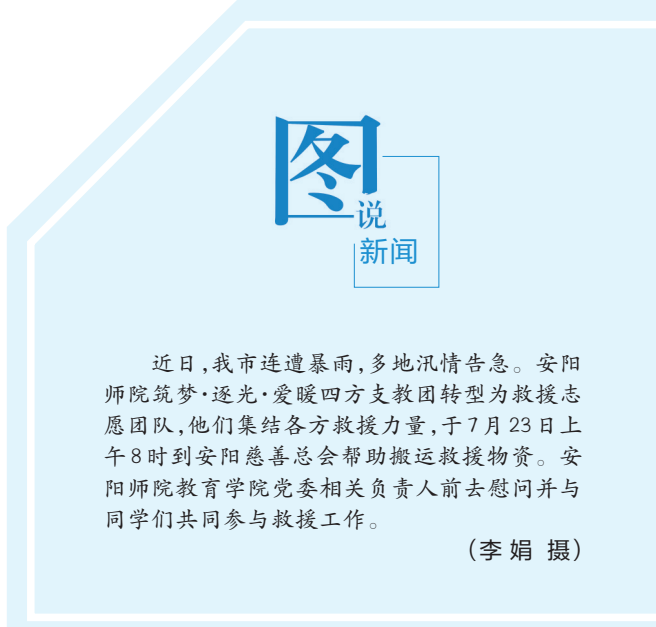 图
说
新闻
近日,我市连遭暴雨,多地汛情告急。安阳
师院筑梦·逐光·爱暖四方支教团转型为救援志
愿团队,他们集结各方救援力量,于7月23日上
午8时到安阳慈善总会帮助搬运救援物资。安
阳师院教育学院党委相关负责人前去慰问并与
同学们共同参与救援工作。
(李娟 摄)